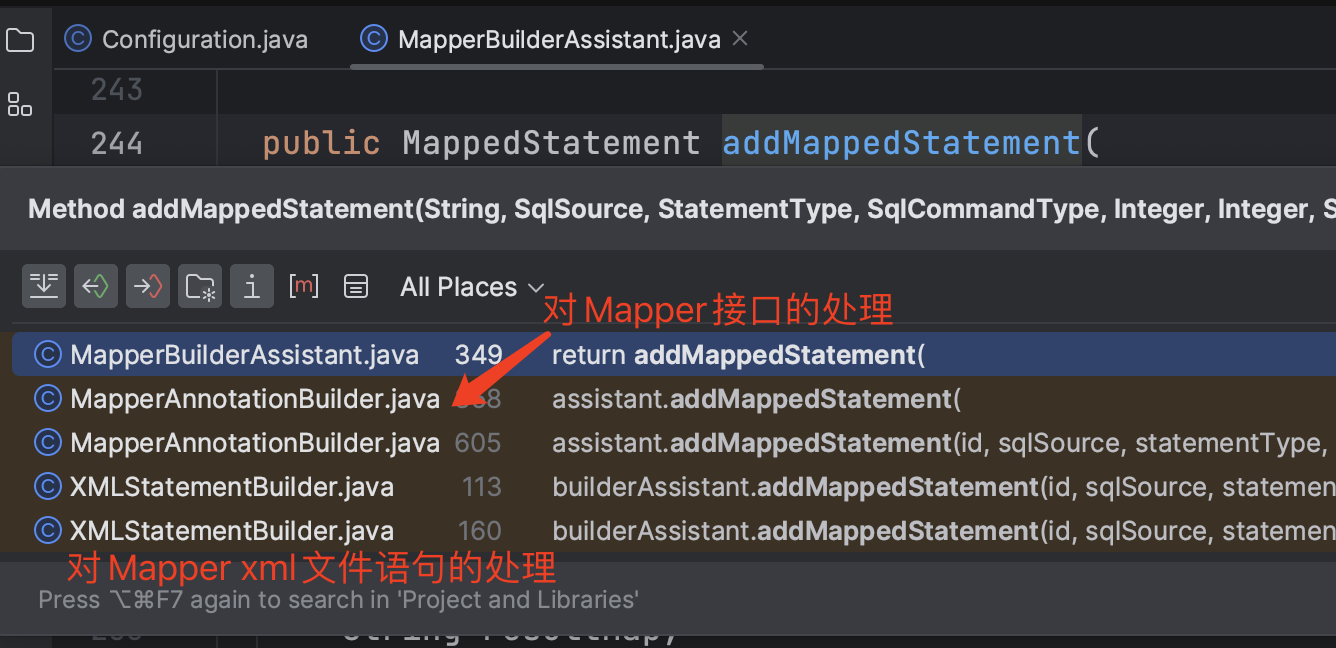 Configuration.java MapperBuilderAssistant.java
243
244 public MappedStatement addMappedStatement(
Method addMappedStatement(String, SqlSource, StatementType, SqlCommandType, Integer, Integer, S
[m] All Places
对Mapper接口的处理
MapperBuilderAssistant.java 349 return addMappedStatement(
MapperAnnotationBuilder.java assistant.addMappedStatement(
MapperAnnotationBuilder.java 605 assistant.addMappedStatement(id, sqlSource, statementType,
XMLStatementBuilder.java 113 builderAssistant.addMappedStatement(id, sqlSource, statemen
XMLStatementBuilder.java 160 builderAssistant.addMappedStatement(id, sqlSource, statemen
对Mapper xml文件语句的处理
Press ⌥⌘F7 again to search in 'Project and Libraries'